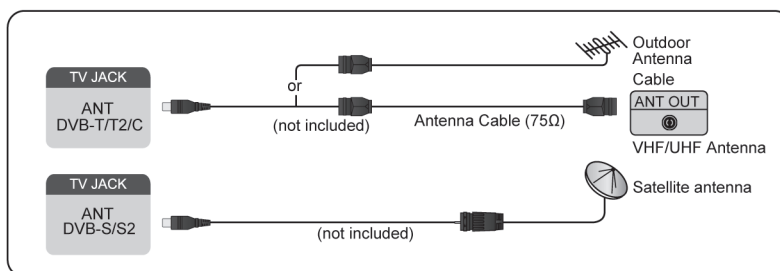 TV JACK
ANT
DVB-T/T2/C
or
(not included)
Antenna Cable (75Ω)
Outdoor
Antenna
Cable
ANT OUT
VHF/UHF Antenna
TV JACK
ANT
DVB-S/S2
(not included)
Satellite antenna